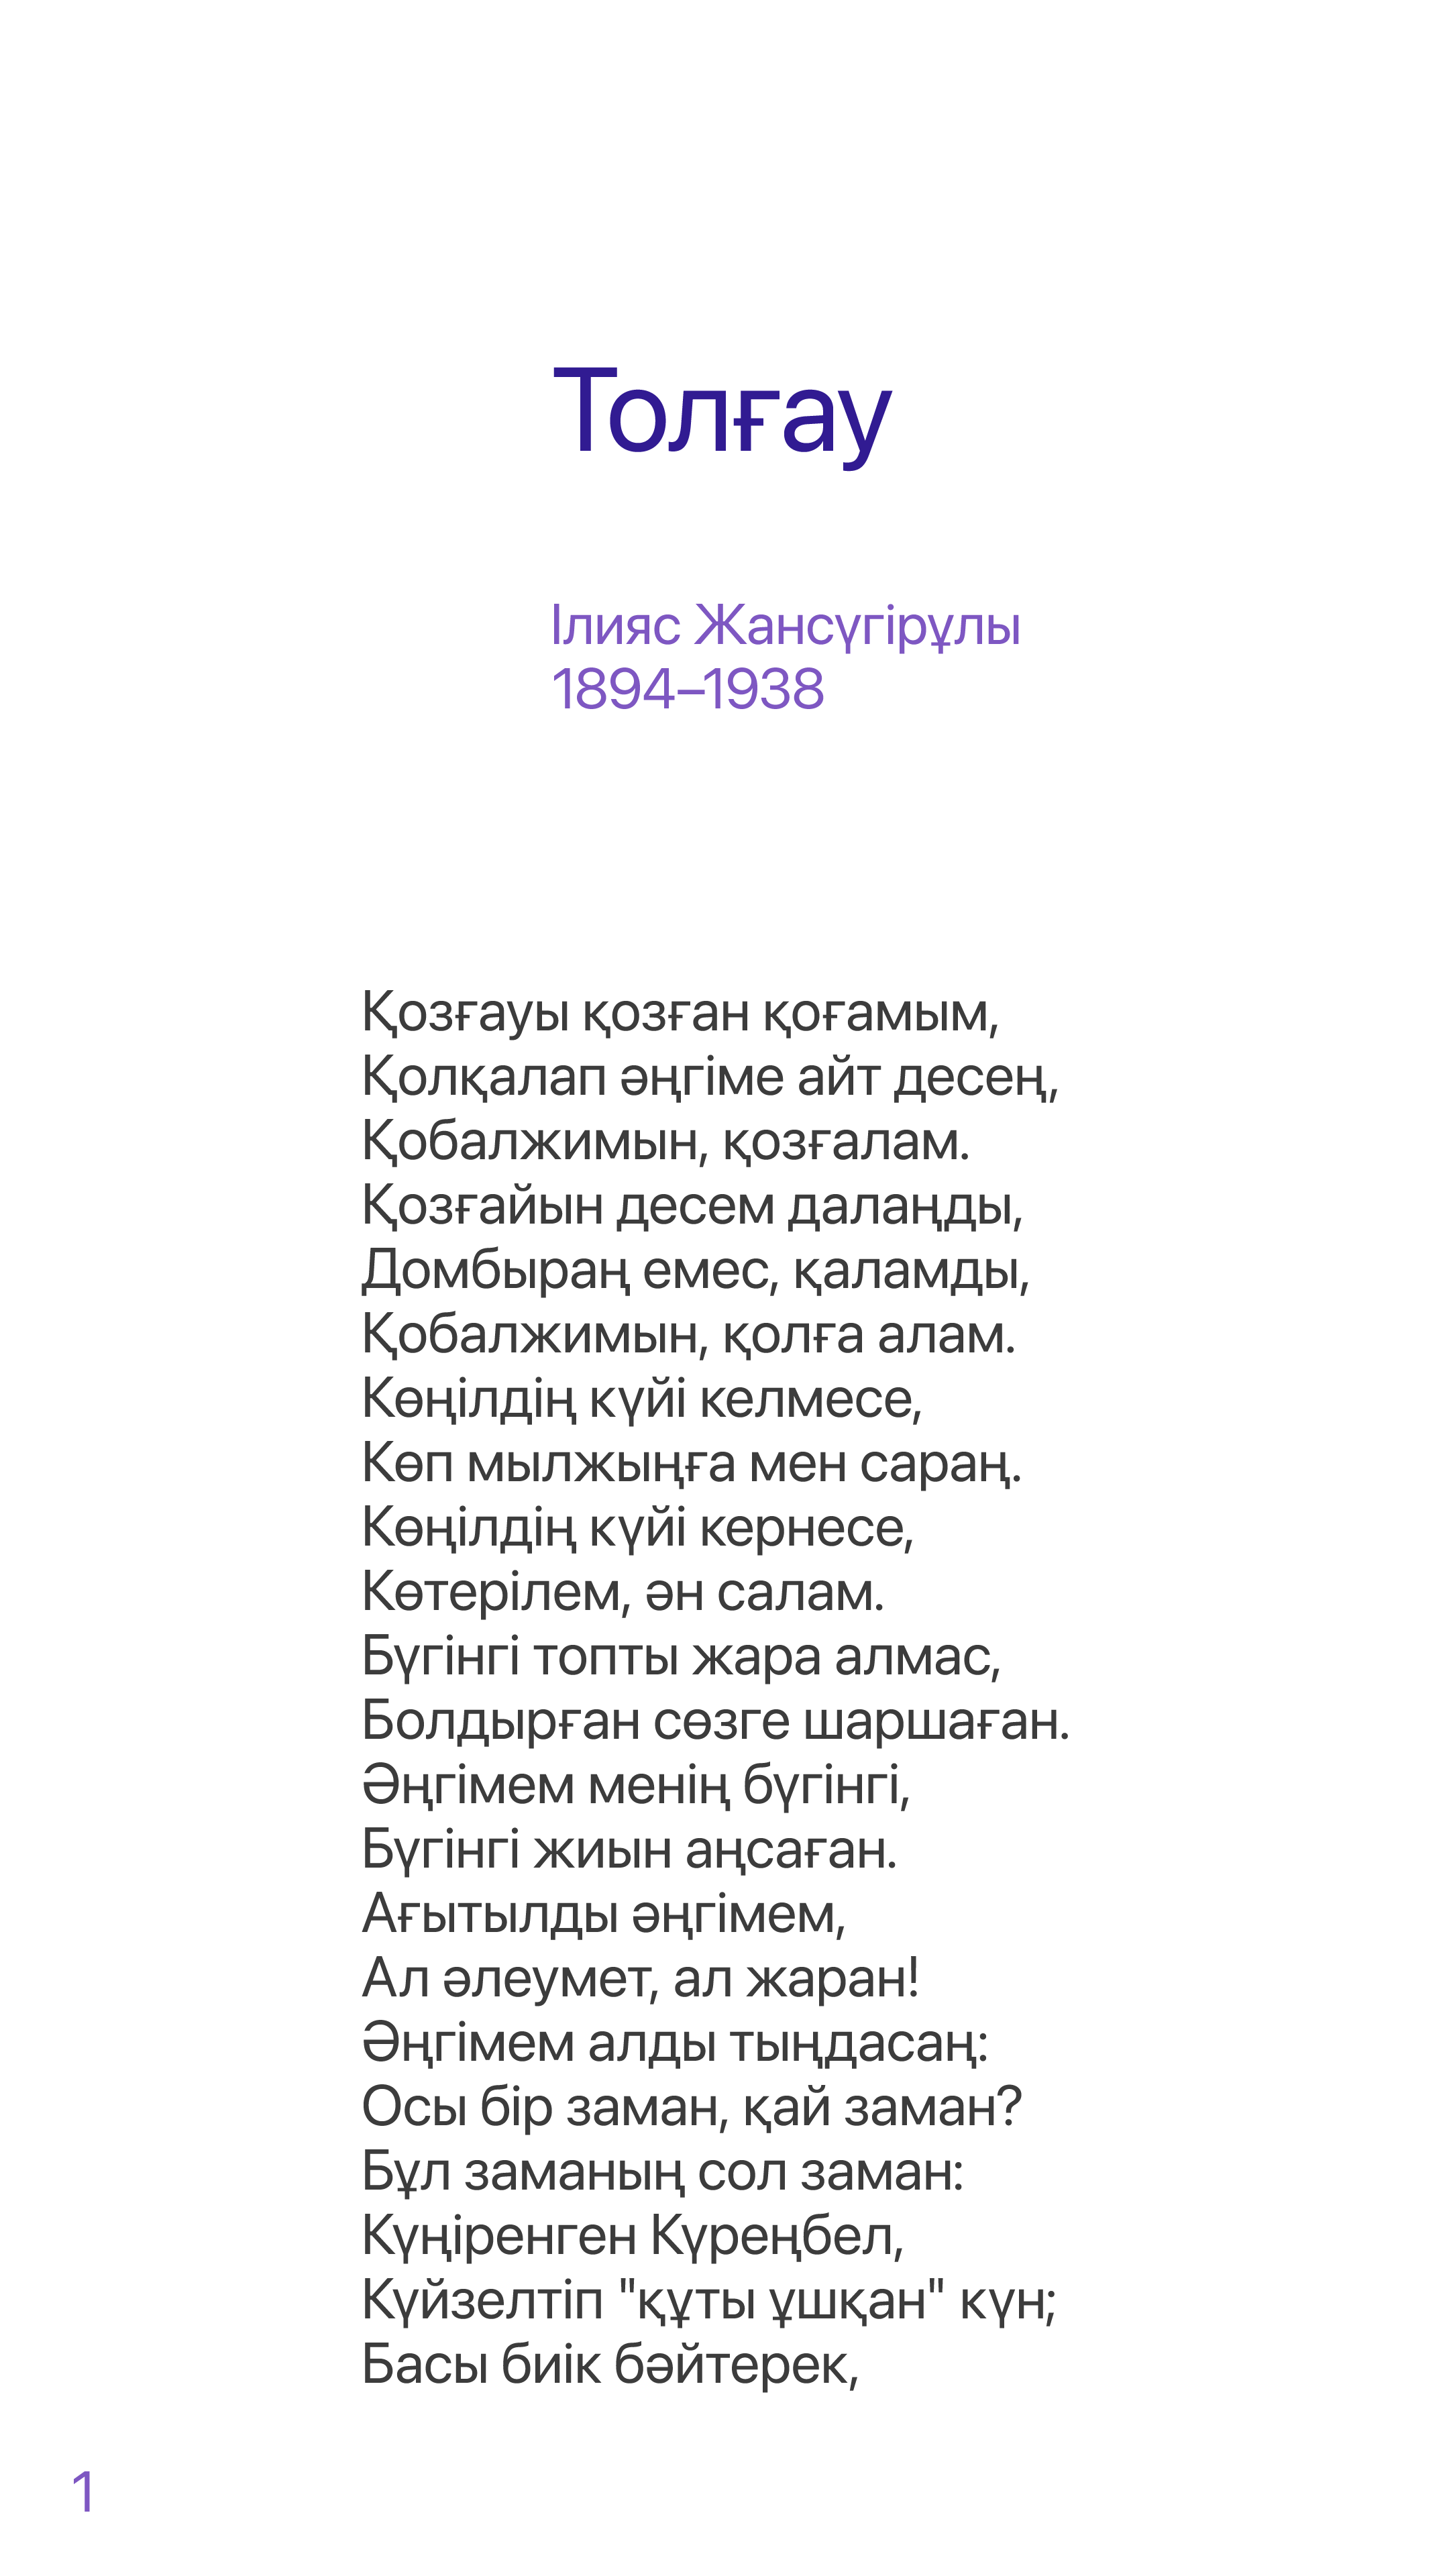 Толғау
Ілияс Жансүгірұлы
1894–1938
Қозғауы қозған қоғамым,
Қолқалап әңгіме айт десең,
Қобалжимын, қозғалам.
Қозғайын десем далаңды,
Домбыраң емес, қаламды,
Қобалжимын, қолға алам.
Көңілдің күйі келмесе,
Көп мылжыңға мен сараң.
Көңілдің күйі кернесе,
Көтерілем, ән салам.
Бүгінгі топты жара алмас,
Болдырған сөзге шаршаған.
Әңгімем менің бүгінгі,
Бүгінгі жиын аңсаған.
Ағытылды әңгімем,
Ал әлеумет, ал жаран!
Әңгімем алды тыңдасаң:
Осы бір заман, қай заман?
Бұл заманың сол заман:
Күңіренген Күреңбел,
Күйзелтіп "құты ұшқан" күн;
Басы биік бәйтерек,
1